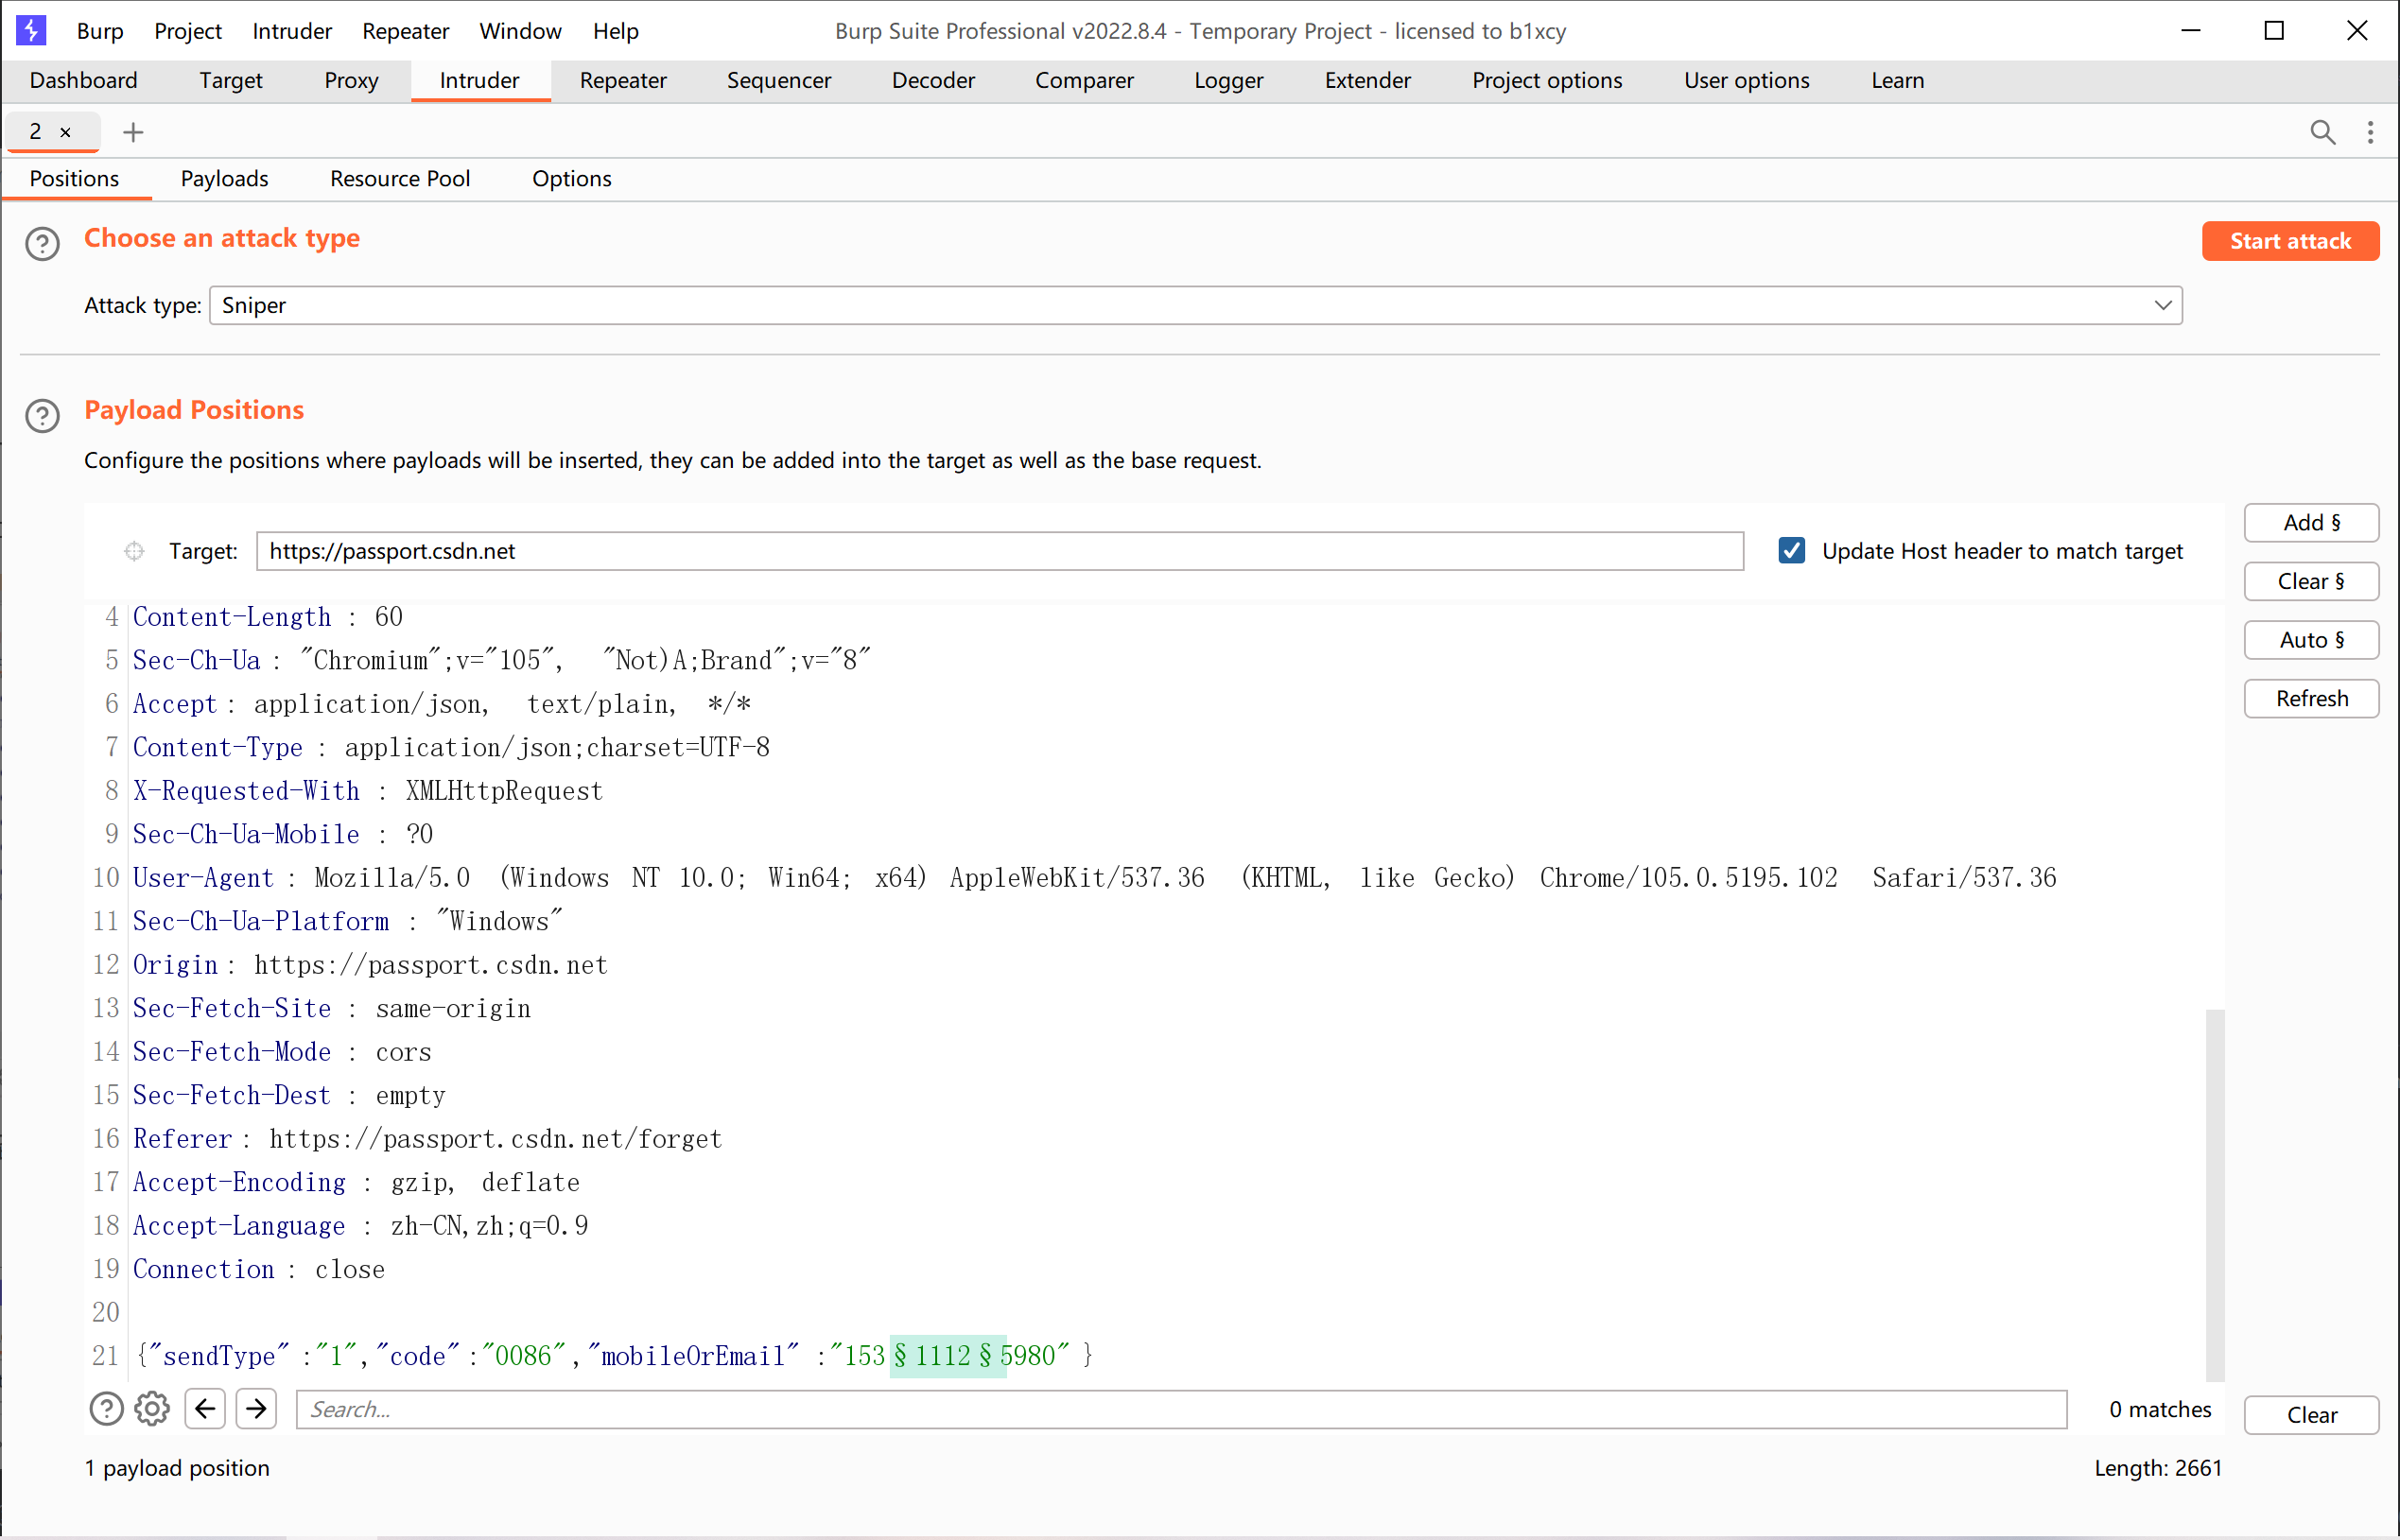 Burp Project Intruder Repeater Window Help Burp Suite Professional v2022.8.4 - Temporary Project - licensed to b1xcy
Dashboard Target Proxy Intruder Repeater Sequencer Decoder Comparer Logger Extender Project options User options Learn
2 × +
Positions Payloads Resource Pool Options
Choose an attack type
Start attack
Attack type: Sniper
Payload Positions
Configure the positions where payloads will be inserted, they can be added into the target as well as the base request.
Add §
Target: https://passport.csdn.net Update Host header to match target
Clear §
Auto §
Refresh
4 Content-Length : 60
5 Sec-Ch-Ua : "Chromium";v="105", "Not)A;Brand";v="8"
6 Accept : application/json, text/plain, */*
7 Content-Type : application/json;charset=UTF-8
8 X-Requested-With : XMLHttpRequest
9 Sec-Ch-Ua-Mobile : ?0
10 User-Agent : Mozilla/5.0 (Windows NT 10.0; Win64; x64) AppleWebKit/537.36 (KHTML, like Gecko) Chrome/105.0.5195.102 Safari/537.36
11 Sec-Ch-Ua-Platform : "Windows"
12 Origin : https://passport.csdn.net
13 Sec-Fetch-Site : same-origin
14 Sec-Fetch-Mode : cors
15 Sec-Fetch-Dest : empty
16 Referer : https://passport.csdn.net/forget
17 Accept-Encoding : gzip, deflate
18 Accept-Language : zh-CN,zh;q=0.9
19 Connection : close
20
21 {"sendType" :"1","code" :"0086","mobileOrEmail" :"153§1112§5980" }
Search... 0 matches Clear
1 payload position Length: 2661